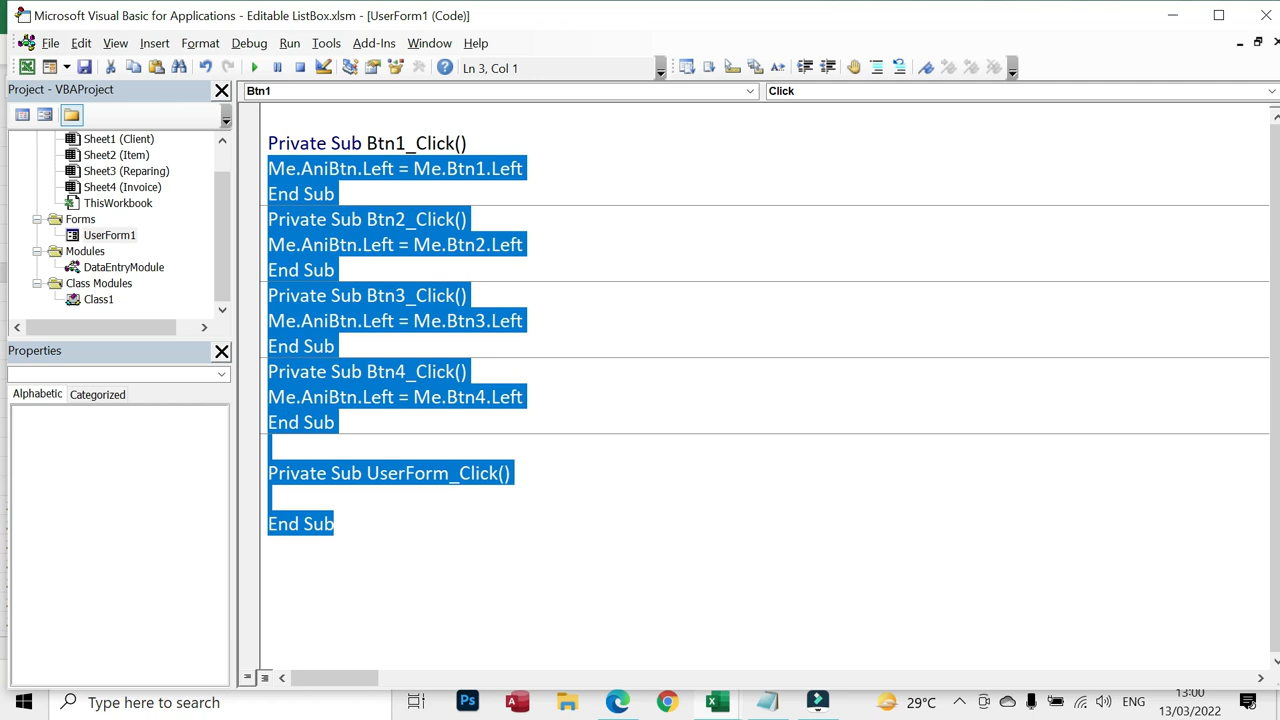 Microsoft Visual Basic for Applications - Editable ListBox.xlsm - [UserForm1 (Code)]
File Edit View Insert Format Debug Run Tools Add-Ins Window Help
Ln 3, Col 1
Project - VBAProject
Btn1
Click
Sheet1 (Client)
Sheet2 (Item)
Sheet3 (Reparing)
Sheet4 (Invoice)
ThisWorkbook
Forms
UserForm1
Modules
DataEntryModule
Class Modules
Class1
Properties
Alphabetic Categorized
Private Sub Btn1_Click()
Me.AniBtn.Left = Me.Btn1.Left
End Sub
Private Sub Btn2_Click()
Me.AniBtn.Left = Me.Btn2.Left
End Sub
Private Sub Btn3_Click()
Me.AniBtn.Left = Me.Btn3.Left
End Sub
Private Sub Btn4_Click()
Me.AniBtn.Left = Me.Btn4.Left
End Sub
Private Sub UserForm_Click()
End Sub
Type here to search
Ps
29°C
ENG
13:00
13/03/2022